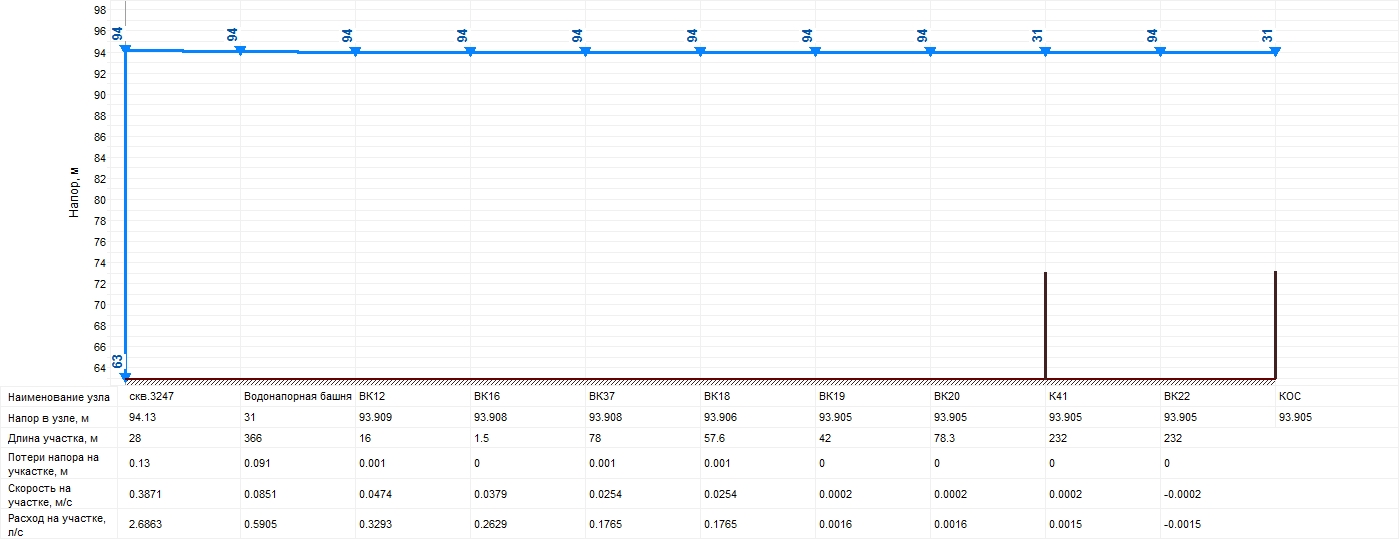 98
96
94
92
90
88
86
84
82
80
78
76
74
72
70
68
66
64
Напор, м
94 94 94 94 94 94 94 94 31 94 31
63
Наименование узла скв.3247 Водонапорная башня ВК12 ВК16 ВК37 ВК18 ВК19 ВК20 К41 ВК22 КОС
Напор в узле, м 94.13 31 93.909 93.908 93.908 93.906 93.905 93.905 93.905 93.905 93.905
Длина участка, м 28 366 16 1.5 78 57.6 42 78.3 232 232
Потери напора на
учкастке, м 0.13 0.091 0.001 0 0.001 0.001 0 0 0 0
Скорость на
участке, м/с 0.3871 0.0851 0.0474 0.0379 0.0254 0.0254 0.0002 0.0002 0.0002 -0.0002
Расход на участке,
л/с 2.6863 0.5905 0.3293 0.2629 0.1765 0.1765 0.0016 0.0016 0.0015 -0.0015